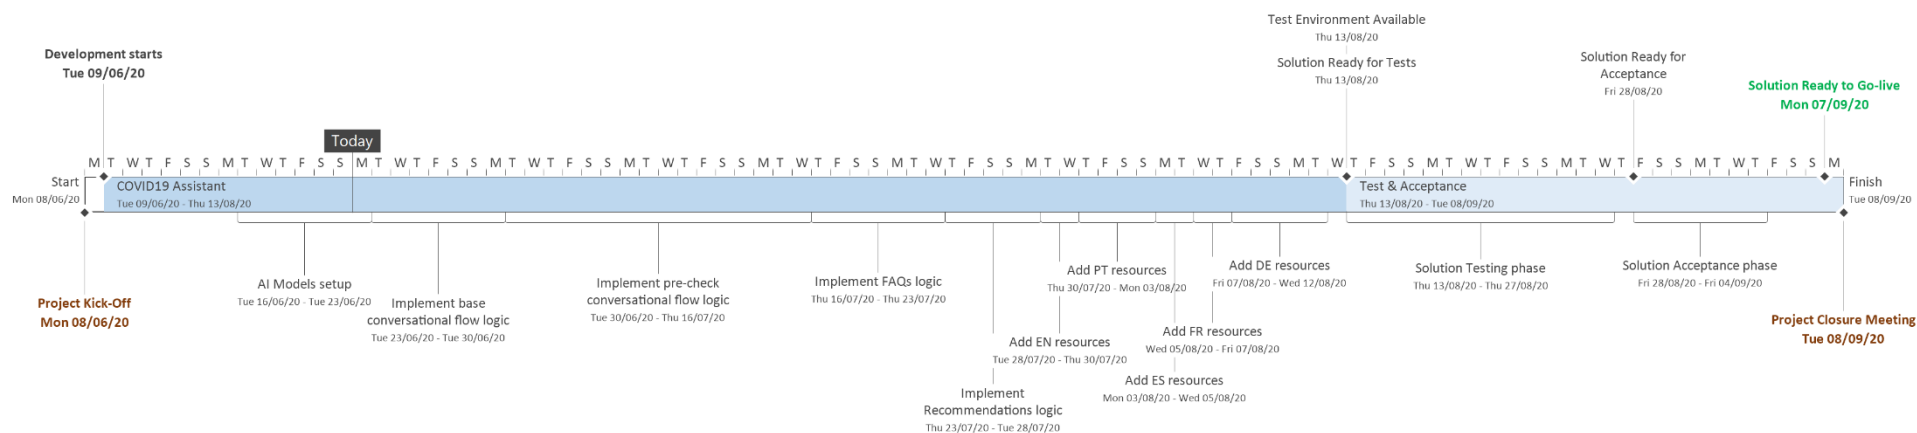 Test Environment Available
Thu 13/08/20
Development starts
Tue 09/06/20
Solution Ready for Tests
Thu 13/08/20
Solution Ready for
Acceptance
Fri 28/08/20
Solution Ready to Go-live
Mon 07/09/20
Today
M T W T F S S M T W T F S S M T W T F S S M T W T F S S M T W T F S S M T W T F S S M T W T F S S M T W T F S S M T W T F S S M T W T F S S M T W T F S S M T W T F S S M T W T F S S M
Start
Mon 08/06/20
COVID19 Assistant
Tue 09/06/20 - Thu 13/08/20
Test & Acceptance
Thu 13/08/20 - Tue 08/09/20
Finish
Tue 08/09/20
Project Kick-Off
Mon 08/06/20
AI Models setup
Tue 16/06/20 - Tue 23/06/20
Implement base
conversational flow logic
Tue 23/06/20 - Tue 30/06/20
Implement pre-check
conversational flow logic
Tue 30/06/20 - Thu 16/07/20
Implement FAQs logic
Thu 16/07/20 - Thu 23/07/20
Implement
Recommendations logic
Thu 23/07/20 - Tue 28/07/20
Add EN resources
Tue 28/07/20 - Thu 30/07/20
Add PT resources
Thu 30/07/20 - Mon 03/08/20
Add ES resources
Mon 03/08/20 - Wed 05/08/20
Add FR resources
Wed 05/08/20 - Fri 07/08/20
Add DE resources
Fri 07/08/20 - Wed 12/08/20
Solution Testing phase
Thu 13/08/20 - Thu 27/08/20
Solution Acceptance phase
Fri 28/08/20 - Fri 04/09/20
Project Closure Meeting
Tue 08/09/20